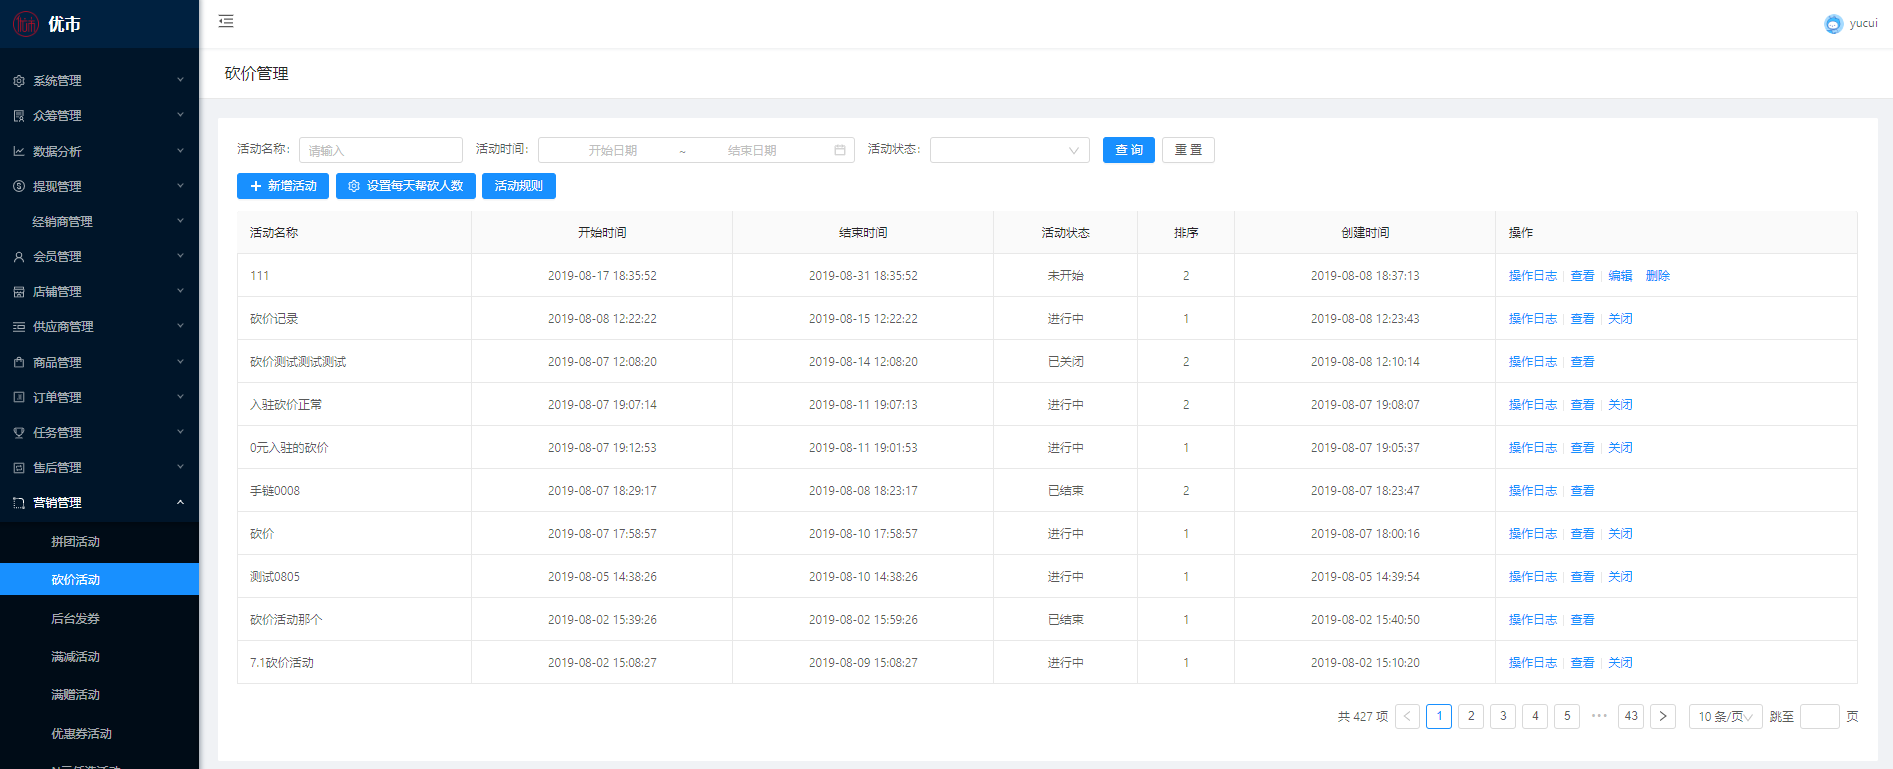 优市
yucui
系统管理
众筹管理
数据分析
提现管理
经销商管理
会员管理
店铺管理
供应商管理
商品管理
订单管理
任务管理
售后管理
营销管理
拼团活动
砍价活动
后台发券
满减活动
满赠活动
优惠券活动
砍价管理
活动名称: 请输入 活动时间: 开始日期 ~ 结束日期 活动状态: 查 询 重 置
新增活动 设置每天帮砍人数 活动规则
活动名称 开始时间 结束时间 活动状态 排序 创建时间 操作
111 2019-08-17 18:35:52 2019-08-31 18:35:52 未开始 2 2019-08-08 18:37:13 操作日志 查看 编辑 删除
砍价记录 2019-08-08 12:22:22 2019-08-15 12:22:22 进行中 1 2019-08-08 12:23:43 操作日志 查看 关闭
砍价测试测试测试 2019-08-07 12:08:20 2019-08-14 12:08:20 已关闭 2 2019-08-08 12:10:14 操作日志 查看
入驻砍价正常 2019-08-07 19:07:14 2019-08-11 19:07:13 进行中 2 2019-08-07 19:08:07 操作日志 查看 关闭
0元入驻的砍价 2019-08-07 19:12:53 2019-08-11 19:01:53 进行中 1 2019-08-07 19:05:37 操作日志 查看 关闭
手链0008 2019-08-07 18:29:17 2019-08-08 18:23:17 已结束 2 2019-08-07 18:23:47 操作日志 查看
砍价 2019-08-07 17:58:57 2019-08-10 17:58:57 进行中 1 2019-08-07 18:00:16 操作日志 查看 关闭
测试0805 2019-08-05 14:38:26 2019-08-10 14:38:26 进行中 1 2019-08-05 14:39:54 操作日志 查看 关闭
砍价活动那个 2019-08-02 15:39:26 2019-08-02 15:59:26 已结束 1 2019-08-02 15:40:50 操作日志 查看
7.1砍价活动 2019-08-02 15:08:27 2019-08-09 15:08:27 进行中 1 2019-08-02 15:10:20 操作日志 查看 关闭
共 427 项 1 2 3 4 5 ••• 43 10 条/页 跳至 页